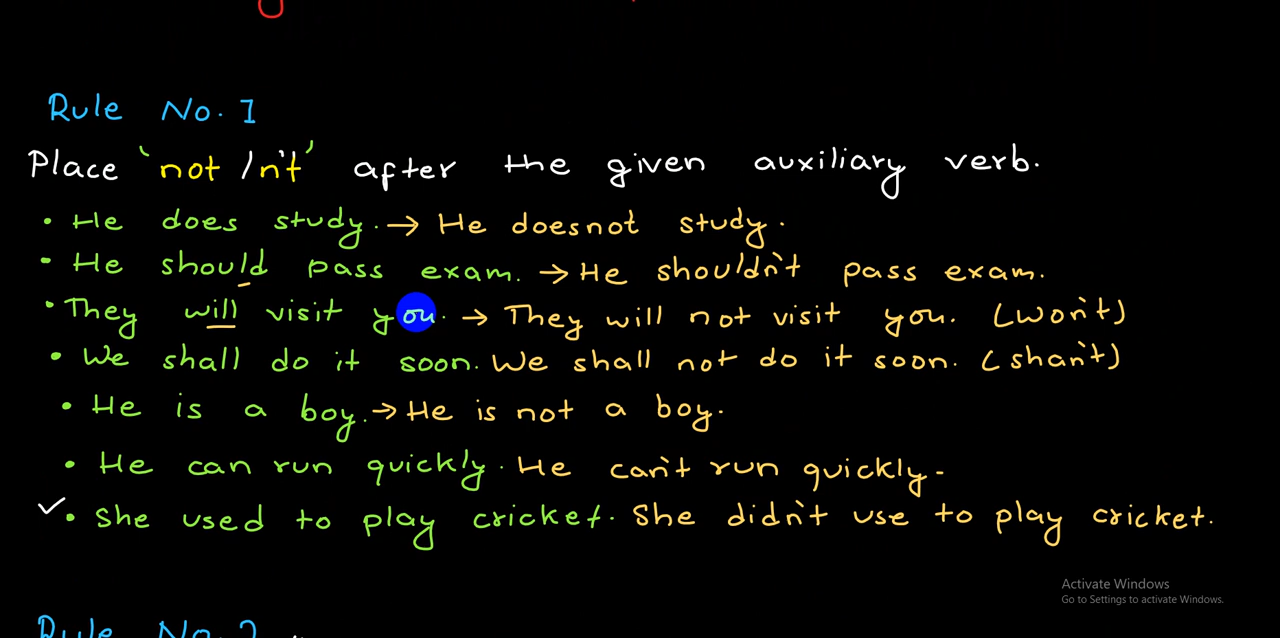 Rule No. 1
Place 'not /n't' after the given auxiliary verb.
• He does study. → He doesnot study.
• He should pass exam. → He shouldn't pass exam.
• They will visit you. → They will not visit you. (won't)
• We shall do it soon. We shall not do it soon. (shan't)
• He is a boy. → He is not a boy.
• He can run quickly. He can't run quickly-
✓• She used to play cricket. She didn't use to play cricket.
Activate Windows
Go to Settings to activate Windows.
Rule No. 2